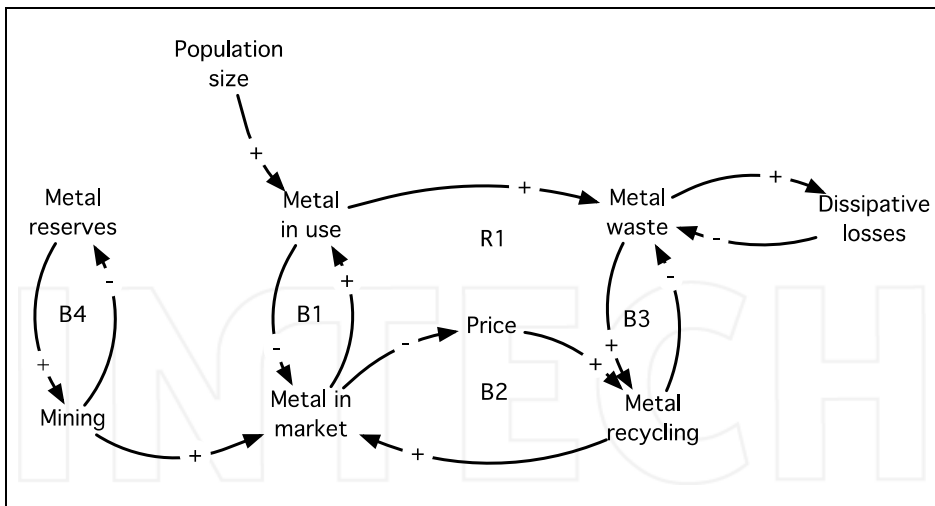 Population
size
+
Metal
reserves
Metal
in use
+
Metal
waste
+
Dissipative
losses
-
R1
-
+
-
B4
B1
Price
B3
+
-
-
+
+
B2
Mining
Metal in
market
Metal
recycling
+
+
INTECH